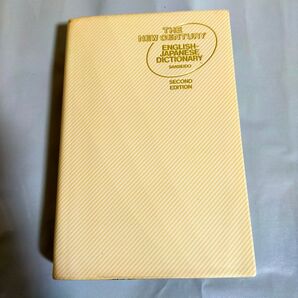 THE
NEW CENTURY
ENGLISH-
JAPANESE
DICTIONARY
SANSEIDO
SECOND
EDITION